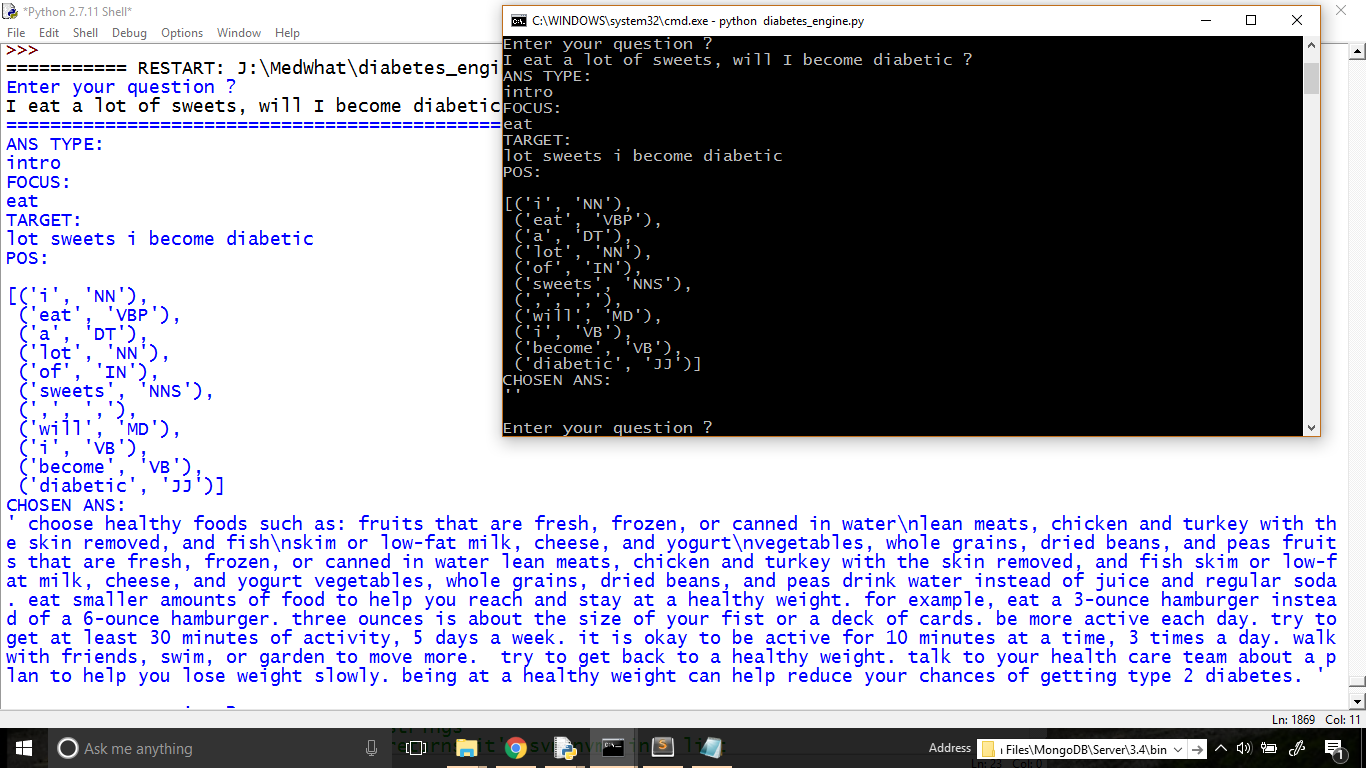 *Python 2.7.11 Shell*
File Edit Shell Debug Options Window Help
>>>
=========== RESTART: J:\MedWhat\diabetes_engi
Enter your question ?
I eat a lot of sweets, will I become diabetic
====================================================
ANS TYPE:
intro
FOCUS:
eat
TARGET:
lot sweets i become diabetic
POS:
[('i', 'NN'),
('eat', 'VBP'),
('a', 'DT'),
('lot', 'NN'),
('of', 'IN'),
('sweets', 'NNS'),
(',', ','),
('will', 'MD'),
('i', 'VB'),
('become', 'VB'),
('diabetic', 'JJ')]
CHOSEN ANS:
' choose healthy foods such as: fruits that are fresh, frozen, or canned in water\nlean meats, chicken and turkey with th
e skin removed, and fish\nskim or low-fat milk, cheese, and yogurt\nvegetables, whole grains, dried beans, and peas fruit
s that are fresh, frozen, or canned in water lean meats, chicken and turkey with the skin removed, and fish skim or low-f
at milk, cheese, and yogurt vegetables, whole grains, dried beans, and peas drink water instead of juice and regular soda
. eat smaller amounts of food to help you reach and stay at a healthy weight. for example, eat a 3-ounce hamburger instea
d of a 6-ounce hamburger. three ounces is about the size of your fist or a deck of cards. be more active each day. try to
get at least 30 minutes of activity, 5 days a week. it is okay to be active for 10 minutes at a time, 3 times a day. walk
with friends, swim, or garden to move more.  try to get back to a healthy weight. talk to your health care team about a p
lan to help you lose weight slowly. being at a healthy weight can help reduce your chances of getting type 2 diabetes. '
C:\WINDOWS\system32\cmd.exe - python  diabetes_engine.py
Enter your question ?
I eat a lot of sweets, will I become diabetic ?
ANS TYPE:
intro
FOCUS:
eat
TARGET:
lot sweets i become diabetic
POS:
[('i', 'NN'),
('eat', 'VBP'),
('a', 'DT'),
('lot', 'NN'),
('of', 'IN'),
('sweets', 'NNS'),
(',', ','),
('will', 'MD'),
('i', 'VB'),
('become', 'VB'),
('diabetic', 'JJ')]
CHOSEN ANS:
''
Enter your question ?
Ln: 1869 Col: 11
Ask me anything
Address
Files\MongoDB\Server\3.4\bin
1